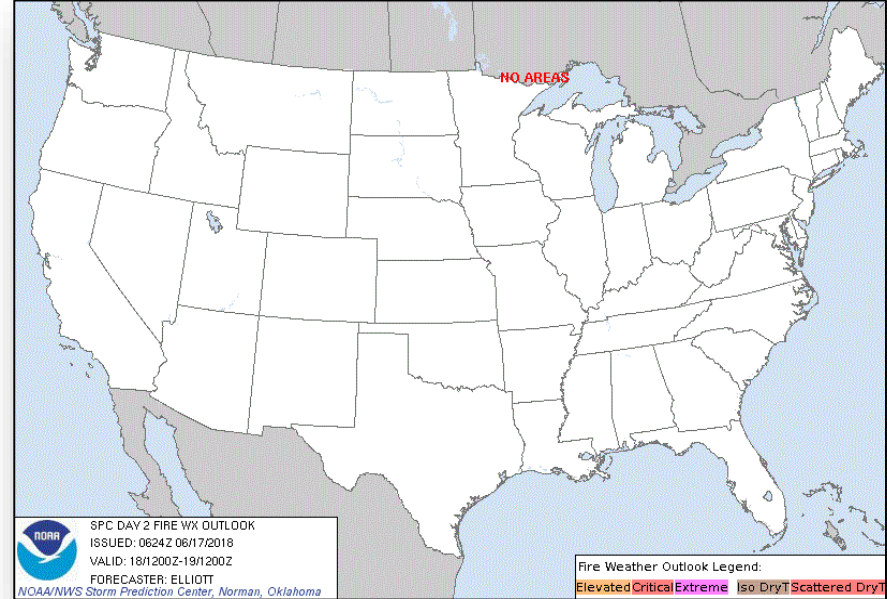 NO AREAS
NOAA
SPC DAY 2 FIRE WX OUTLOOK
ISSUED: 0624Z 06/17/2018
VALID: 18/1200Z-19/1200Z
FORECASTER: ELLIOTT
NOAA/NWS Storm Prediction Center, Norman, Oklahoma
Fire Weather Outlook Legend:
Elevated Critical Extreme Iso DryT Scattered DryT